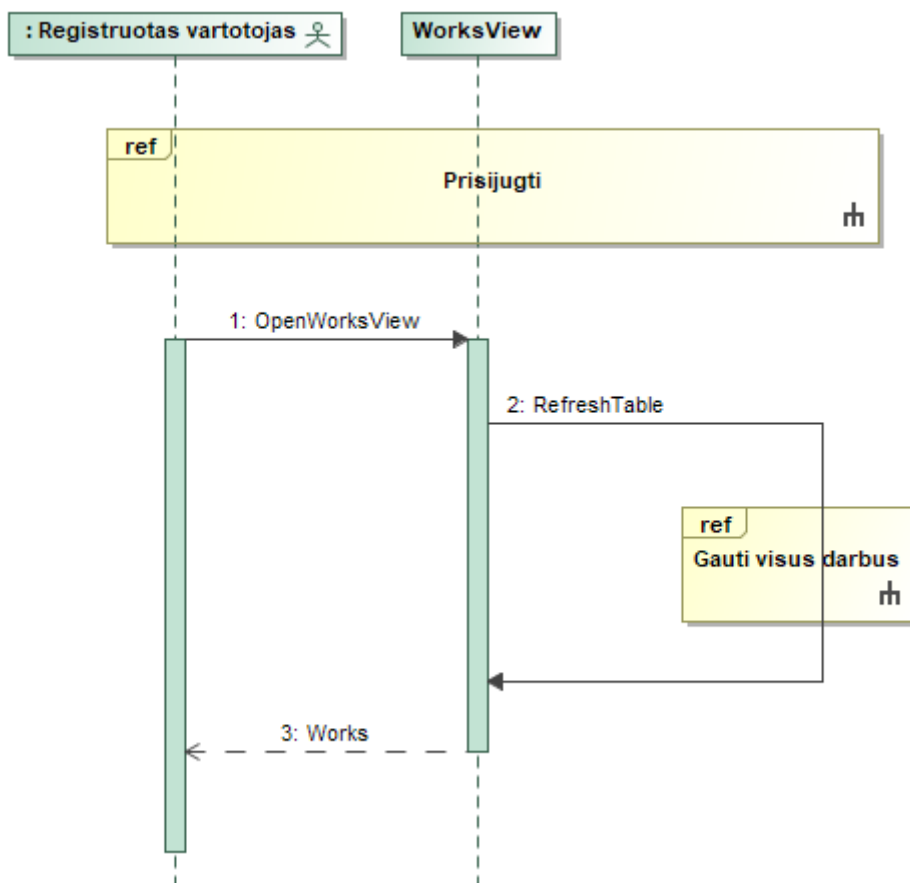 : Registruotas vartotojas
WorksView
ref
Prisijugti
1: OpenWorksView
2: RefreshTable
ref
Gauti visus darbus
3: Works